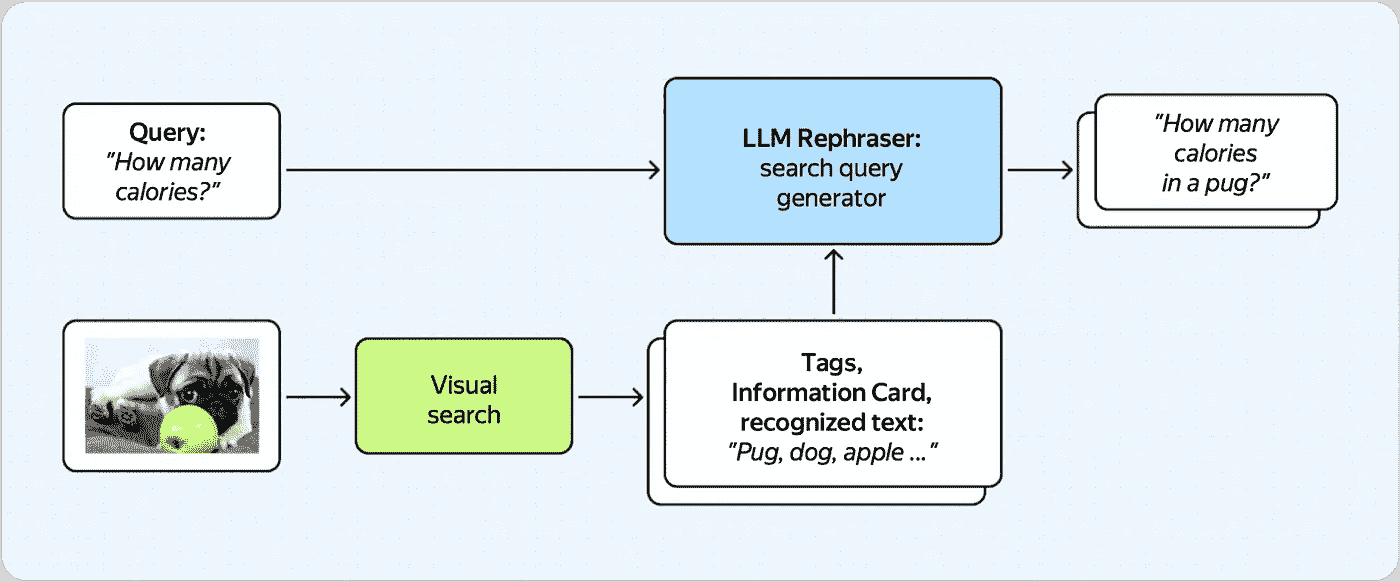 Query:
"How many
calories?"
LLM Rephraser:
search query
generator
"How many
calories
in a pug?"
Visual
search
Tags,
Information Card,
recognized text:
"Pug, dog, apple ..."